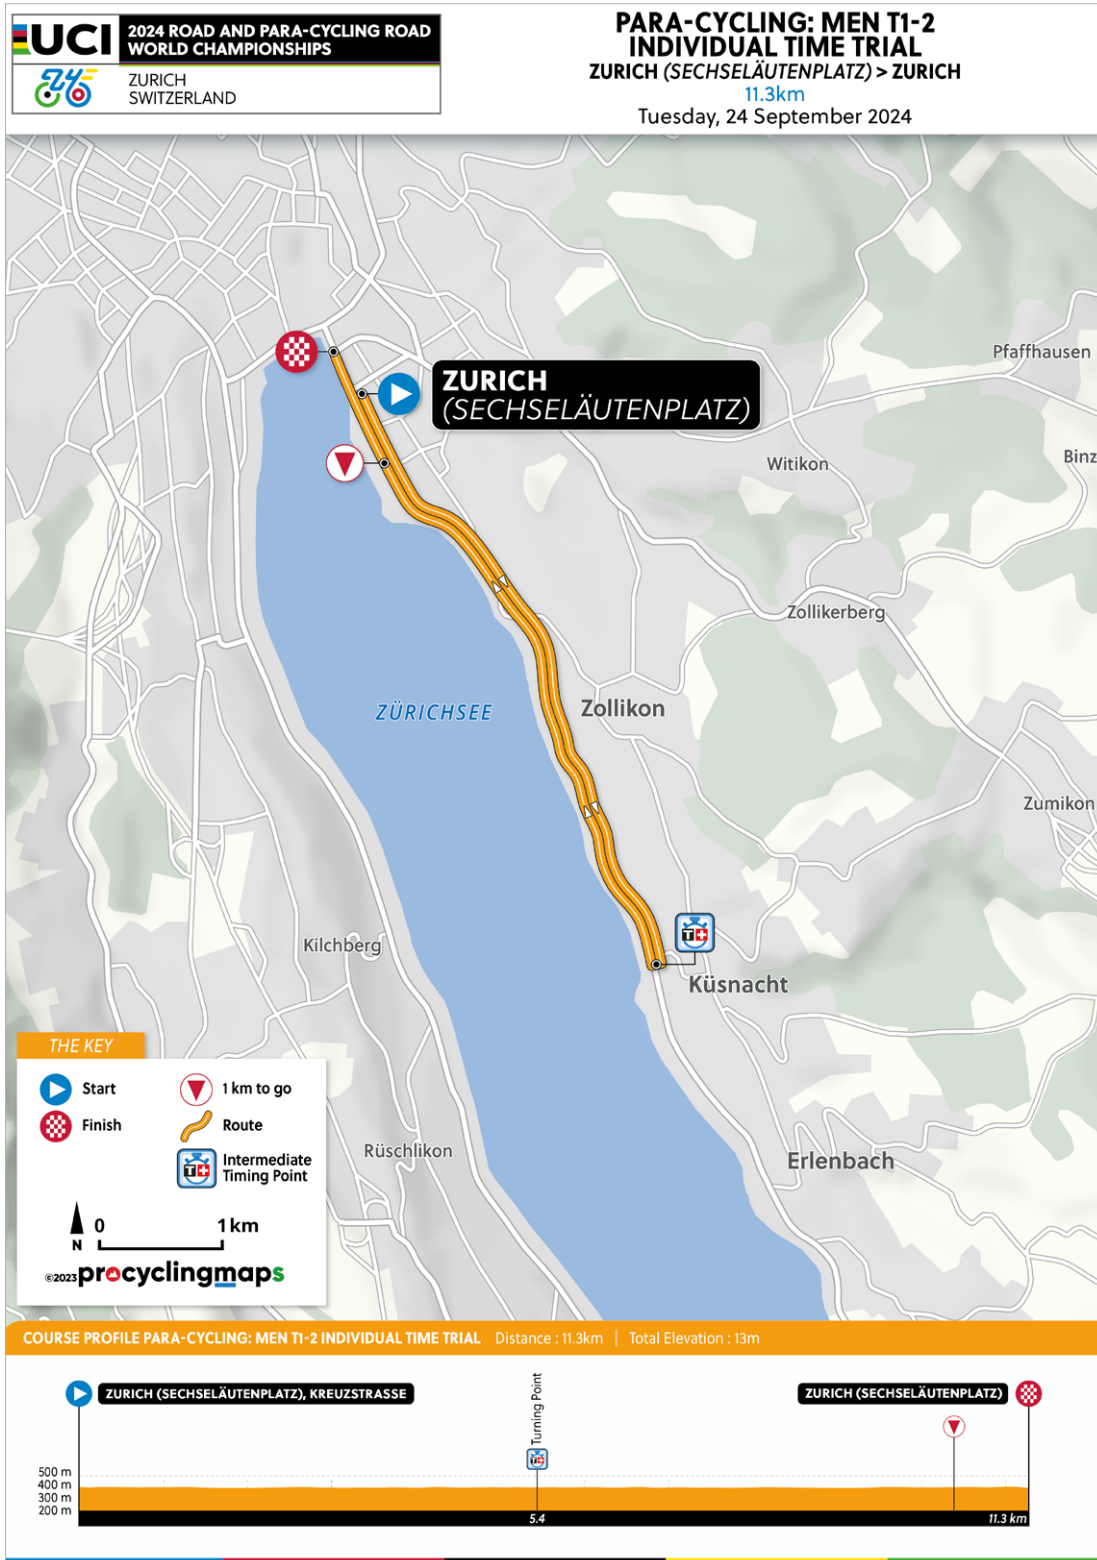 UCI
2024 ROAD AND PARA-CYCLING ROAD
WORLD CHAMPIONSHIPS
ZURICH
SWITZERLAND
PARA-CYCLING: MEN T1-2
INDIVIDUAL TIME TRIAL
ZURICH (SECHSELÄUTENPLATZ) > ZURICH
11.3km
Tuesday, 24 September 2024
Pfaffhausen
ZURICH
(SECHSELÄUTENPLATZ)
Witikon
Binz
Zollikerberg
ZÜRICHSEE
Zollikon
Zumikon
Kilchberg
T
Küsnacht
THE KEY
Start
1 km to go
Finish
Route
T
Intermediate
Timing Point
Rüschlikon
Erlenbach
N
0
1 km
©2023 procyclingmaps
COURSE PROFILE PARA-CYCLING: MEN T1-2 INDIVIDUAL TIME TRIAL Distance : 11.3km | Total Elevation : 13m
ZURICH (SECHSELÄUTENPLATZ), KREUZSTRASSE
Turning Point
T
ZURICH (SECHSELÄUTENPLATZ)
500 m
400 m
300 m
200 m
5.4
11.3 km